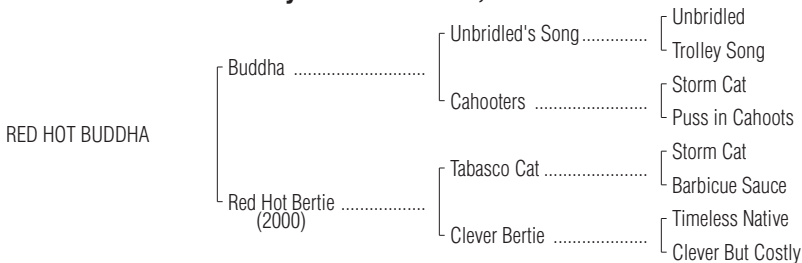 Unbridled
Unbridled's Song .............
Trolley Song
Buddha ............................
Storm Cat
Cahooters ........................
Puss in Cahoots
RED HOT BUDDHA
Storm Cat
Tabasco Cat ......................
Barbicue Sauce
Red Hot Bertie ..................
(2000)
Timeless Native
Clever Bertie ....................
Clever But Costly